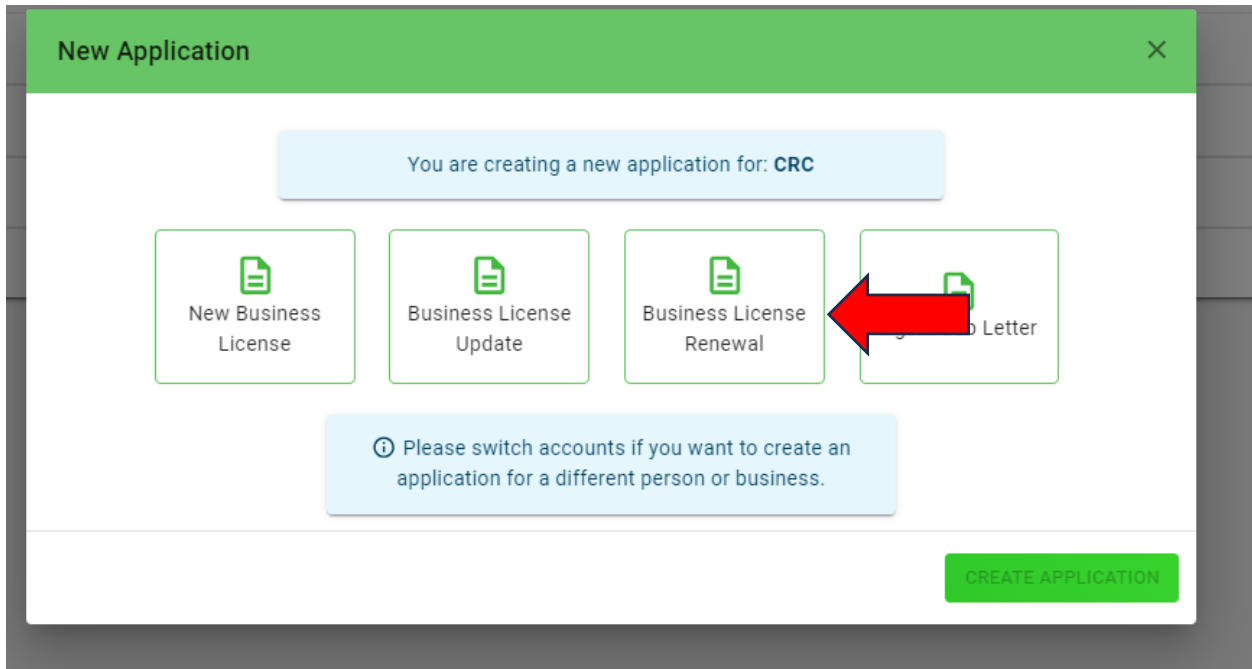 New Application
You are creating a new application for: CRC
New Business
License
Business License
Update
Business License
Renewal
Letter
Please switch accounts if you want to create an
application for a different person or business.
CREATE APPLICATION